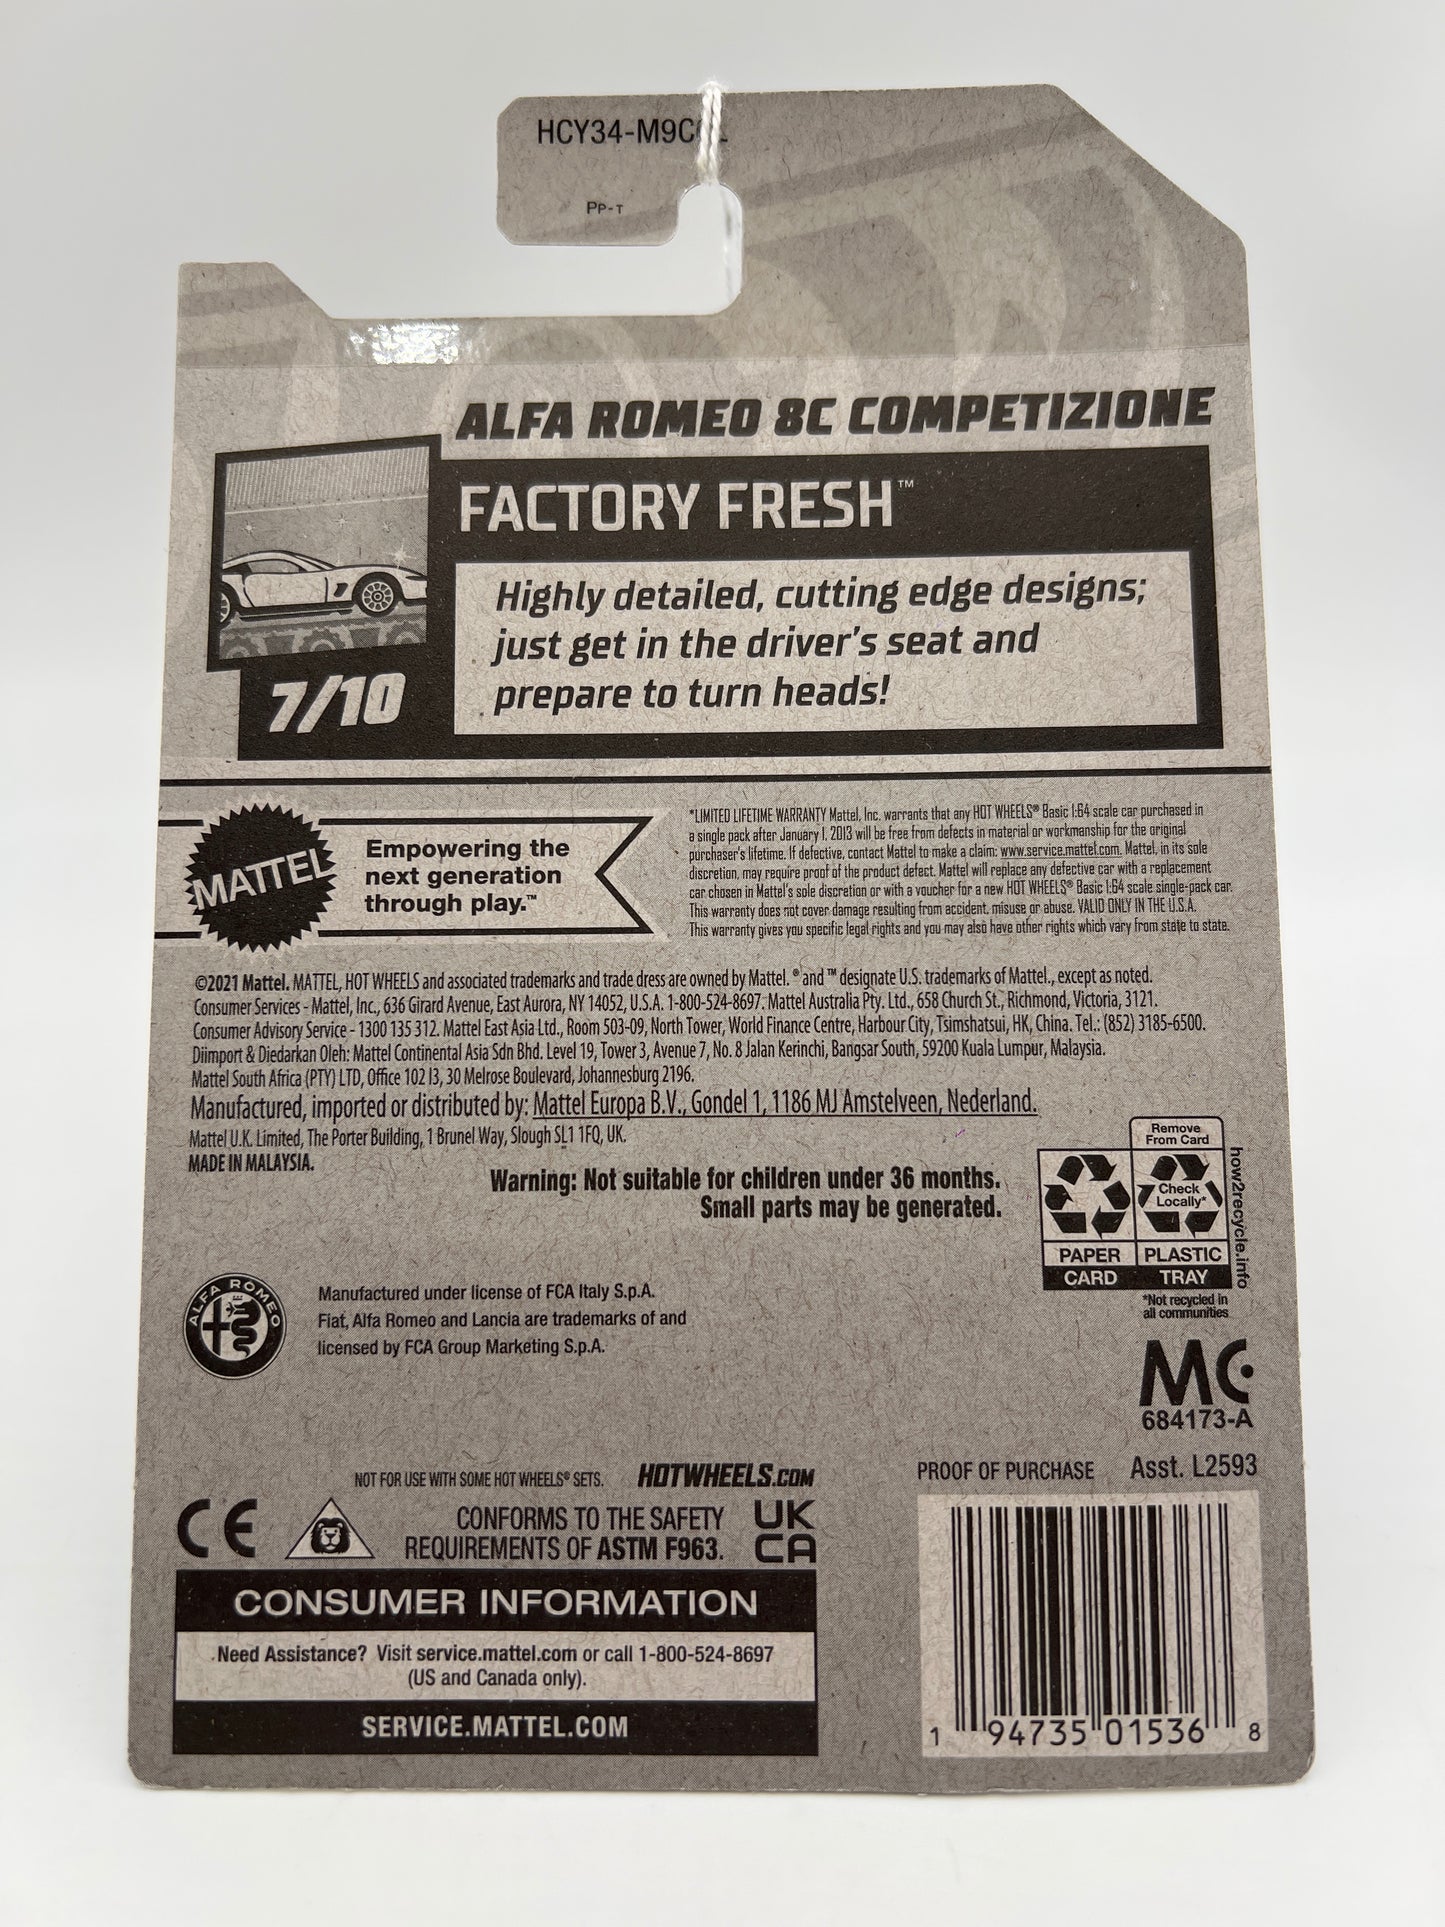 HCY34-M9C
PP-T
ALFA ROMEO 8C COMPETIZIONE
FACTORY FRESH™
Highly detailed, cutting edge designs;
just get in the driver's seat and
prepare to turn heads!
7/10
MATTEL
Empowering the
next generation
through play.™
*LIMITED LIFETIME WARRANTY Mattel, Inc. warrants that any HOT WHEELS® Basic 1:64 scale car purchased in
a single pack after January 1, 2013 will be free from defects in material or workmanship for the original
purchaser's lifetime. If defective, contact Mattel to make a claim: www.service.mattel.com. Mattel, in its sole
discretion, may require proof of the product defect. Mattel will replace any defective car with a replacement
car chosen in Mattel's sole discretion or with a voucher for a new HOT WHEELS® Basic 1:64 scale single-pack car.
This warranty does not cover damage resulting from accident, misuse or abuse. VALID ONLY IN THE U.S.A.
This warranty gives you specific legal rights and you may also have other rights which vary from state to state.
©2021 Mattel. MATTEL, HOT WHEELS and associated trademarks and trade dress are owned by Mattel. ® and ™ designate U.S. trademarks of Mattel., except as noted.
Consumer Services - Mattel, Inc., 636 Girard Avenue, East Aurora, NY 14052, U.S.A. 1-800-524-8697. Mattel Australia Pty. Ltd., 658 Church St., Richmond, Victoria, 3121.
Consumer Advisory Service - 1300 135 312. Mattel East Asia Ltd., Room 503-09, North Tower, World Finance Centre, Harbour City, Tsimshatsui, HK, China. Tel.: (852) 3185-6500.
Diimport & Diedarkan Oleh: Mattel Continental Asia Sdn Bhd. Level 19, Tower 3, Avenue 7, No. 8 Jalan Kerinchi, Bangsar South, 59200 Kuala Lumpur, Malaysia.
Mattel South Africa (PTY) LTD, Office 102 I3, 30 Melrose Boulevard, Johannesburg 2196.
Manufactured, imported or distributed by: Mattel Europa B.V., Gondel 1, 1186 MJ Amstelveen, Nederland.
Mattel U.K. Limited, The Porter Building, 1 Brunel Way, Slough SL1 1FQ, UK.
MADE IN MALAYSIA.
Warning: Not suitable for children under 36 months.
Small parts may be generated.
Remove
From Card
Check
Locally*
PAPER
PLASTIC
CARD
TRAY
how2recycle.info
*Not recycled in
all communities
ALFA ROMEO
Manufactured under license of FCA Italy S.p.A.
Fiat, Alfa Romeo and Lancia are trademarks of and
licensed by FCA Group Marketing S.p.A.
MC
684173-A
NOT FOR USE WITH SOME HOT WHEELS® SETS. HOTWHEELS.COM
PROOF OF PURCHASE Asst. L2593
CE
CONFORMS TO THE SAFETY
REQUIREMENTS OF ASTM F963.
UK
CA
CONSUMER INFORMATION
Need Assistance? Visit service.mattel.com or call 1-800-524-8697
(US and Canada only).
SERVICE.MATTEL.COM
1 94735 01536 8